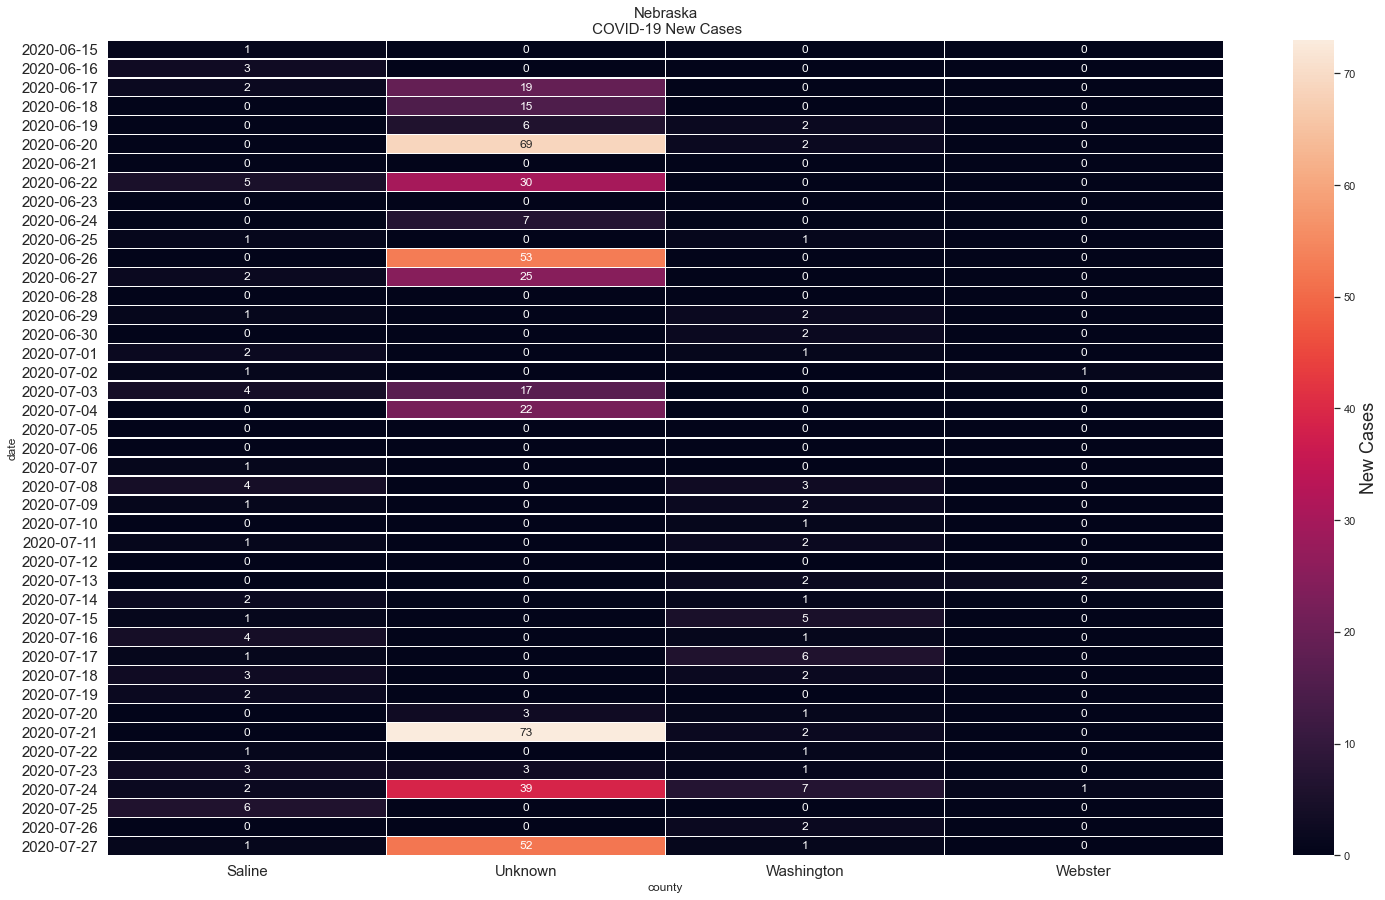 Nebraska
COVID-19 New Cases
2020-06-15 1 0 0 0
2020-06-16 3 0 0 0
2020-06-17 2 19 0 0
2020-06-18 0 15 0 0
2020-06-19 0 6 2 0
2020-06-20 0 69 2 0
2020-06-21 0 0 0 0
2020-06-22 5 30 0 0
2020-06-23 0 0 0 0
2020-06-24 0 7 0 0
2020-06-25 1 0 1 0
2020-06-26 0 53 0 0
2020-06-27 2 25 0 0
2020-06-28 0 0 0 0
2020-06-29 1 0 2 0
2020-06-30 0 0 2 0
2020-07-01 2 0 1 0
2020-07-02 1 0 0 1
2020-07-03 4 17 0 0
2020-07-04 0 22 0 0
2020-07-05 0 0 0 0
2020-07-06 0 0 0 0
2020-07-07 1 0 0 0
2020-07-08 4 0 3 0
2020-07-09 1 0 2 0
2020-07-10 0 0 1 0
2020-07-11 1 0 2 0
2020-07-12 0 0 0 0
2020-07-13 0 0 2 2
2020-07-14 2 0 1 0
2020-07-15 1 0 5 0
2020-07-16 4 0 1 0
2020-07-17 1 0 6 0
2020-07-18 3 0 2 0
2020-07-19 2 0 0 0
2020-07-20 0 3 1 0
2020-07-21 0 73 2 0
2020-07-22 1 0 1 0
2020-07-23 3 3 1 0
2020-07-24 2 39 7 1
2020-07-25 6 0 0 0
2020-07-26 0 0 2 0
2020-07-27 1 52 1 0
Saline Unknown Washington Webster
county
date
70
60
50
40
30
20
10
0
New Cases